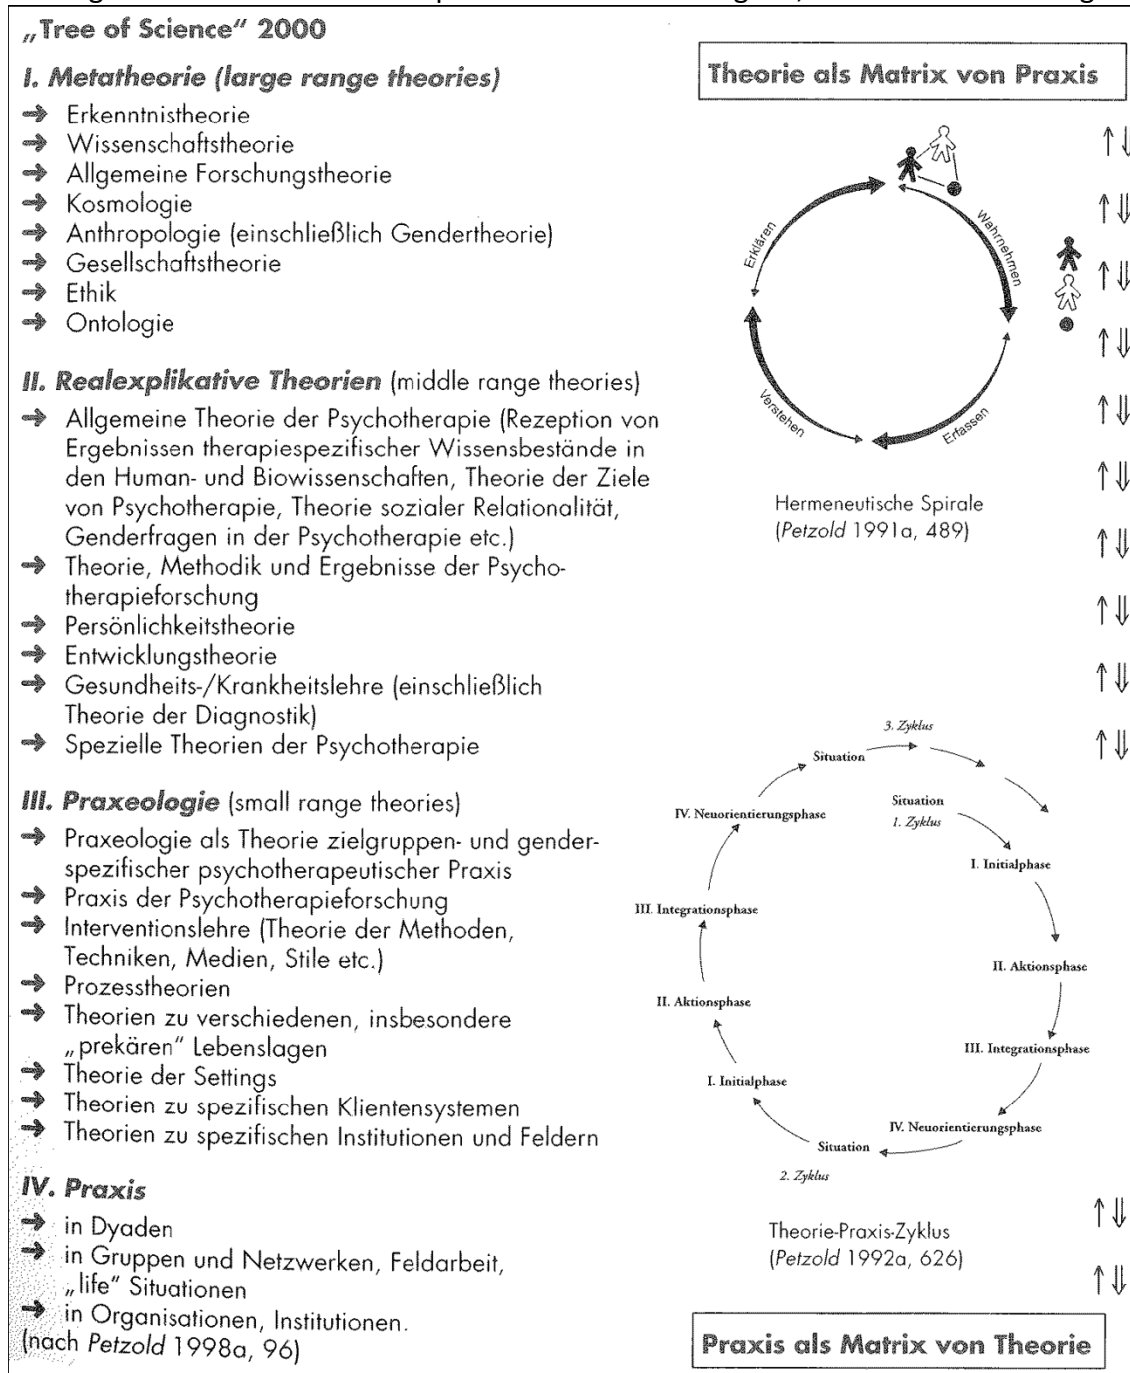 „Tree of Science“ 2000
I. Metatheorie (large range theories)
➔ Erkenntnistheorie
➔ Wissenschaftstheorie
➔ Allgemeine Forschungstheorie
➔ Kosmologie
➔ Anthropologie (einschließlich Gendertheorie)
➔ Gesellschaftstheorie
➔ Ethik
➔ Ontologie
II. Realexplikative Theorien (middle range theories)
➔ Allgemeine Theorie der Psychotherapie (Rezeption von
Ergebnissen therapiespezifischer Wissensbestände in
den Human- und Biowissenschaften, Theorie der Ziele
von Psychotherapie, Theorie sozialer Relationalität,
Genderfragen in der Psychotherapie etc.)
➔ Theorie, Methodik und Ergebnisse der Psycho-
therapieforschung
➔ Persönlichkeitstheorie
➔ Entwicklungstheorie
➔ Gesundheits-/Krankheitslehre (einschließlich
Theorie der Diagnostik)
➔ Spezielle Theorien der Psychotherapie
III. Praxeologie (small range theories)
➔ Praxeologie als Theorie zielgruppen- und gender-
spezifischer psychotherapeutischer Praxis
➔ Praxis der Psychotherapieforschung
➔ Interventionslehre (Theorie der Methoden,
Techniken, Medien, Stile etc.)
➔ Prozesstheorien
➔ Theorien zu verschiedenen, insbesondere
„prekären“ Lebenslagen
➔ Theorie der Settings
➔ Theorien zu spezifischen Klientensystemen
➔ Theorien zu spezifischen Institutionen und Feldern
IV. Praxis
➔ in Dyaden
➔ in Gruppen und Netzwerken, Feldarbeit,
„life“ Situationen
➔ in Organisationen, Institutionen.
(nach Petzold 1998a, 96)
Theorie als Matrix von Praxis
Wahrnehmen
Erfassen
Verstehen
Erklären
Hermeneutische Spirale
(Petzold 1991a, 489)
3. Zyklus
Situation
Situation
1. Zyklus
IV. Neuorientierungsphase
I. Initialphase
III. Integrationsphase
II. Aktionsphase
II. Aktionsphase
III. Integrationsphase
I. Initialphase
IV. Neuorientierungsphase
Situation
2. Zyklus
Theorie-Praxis-Zyklus
(Petzold 1992a, 626)
Praxis als Matrix von Theorie